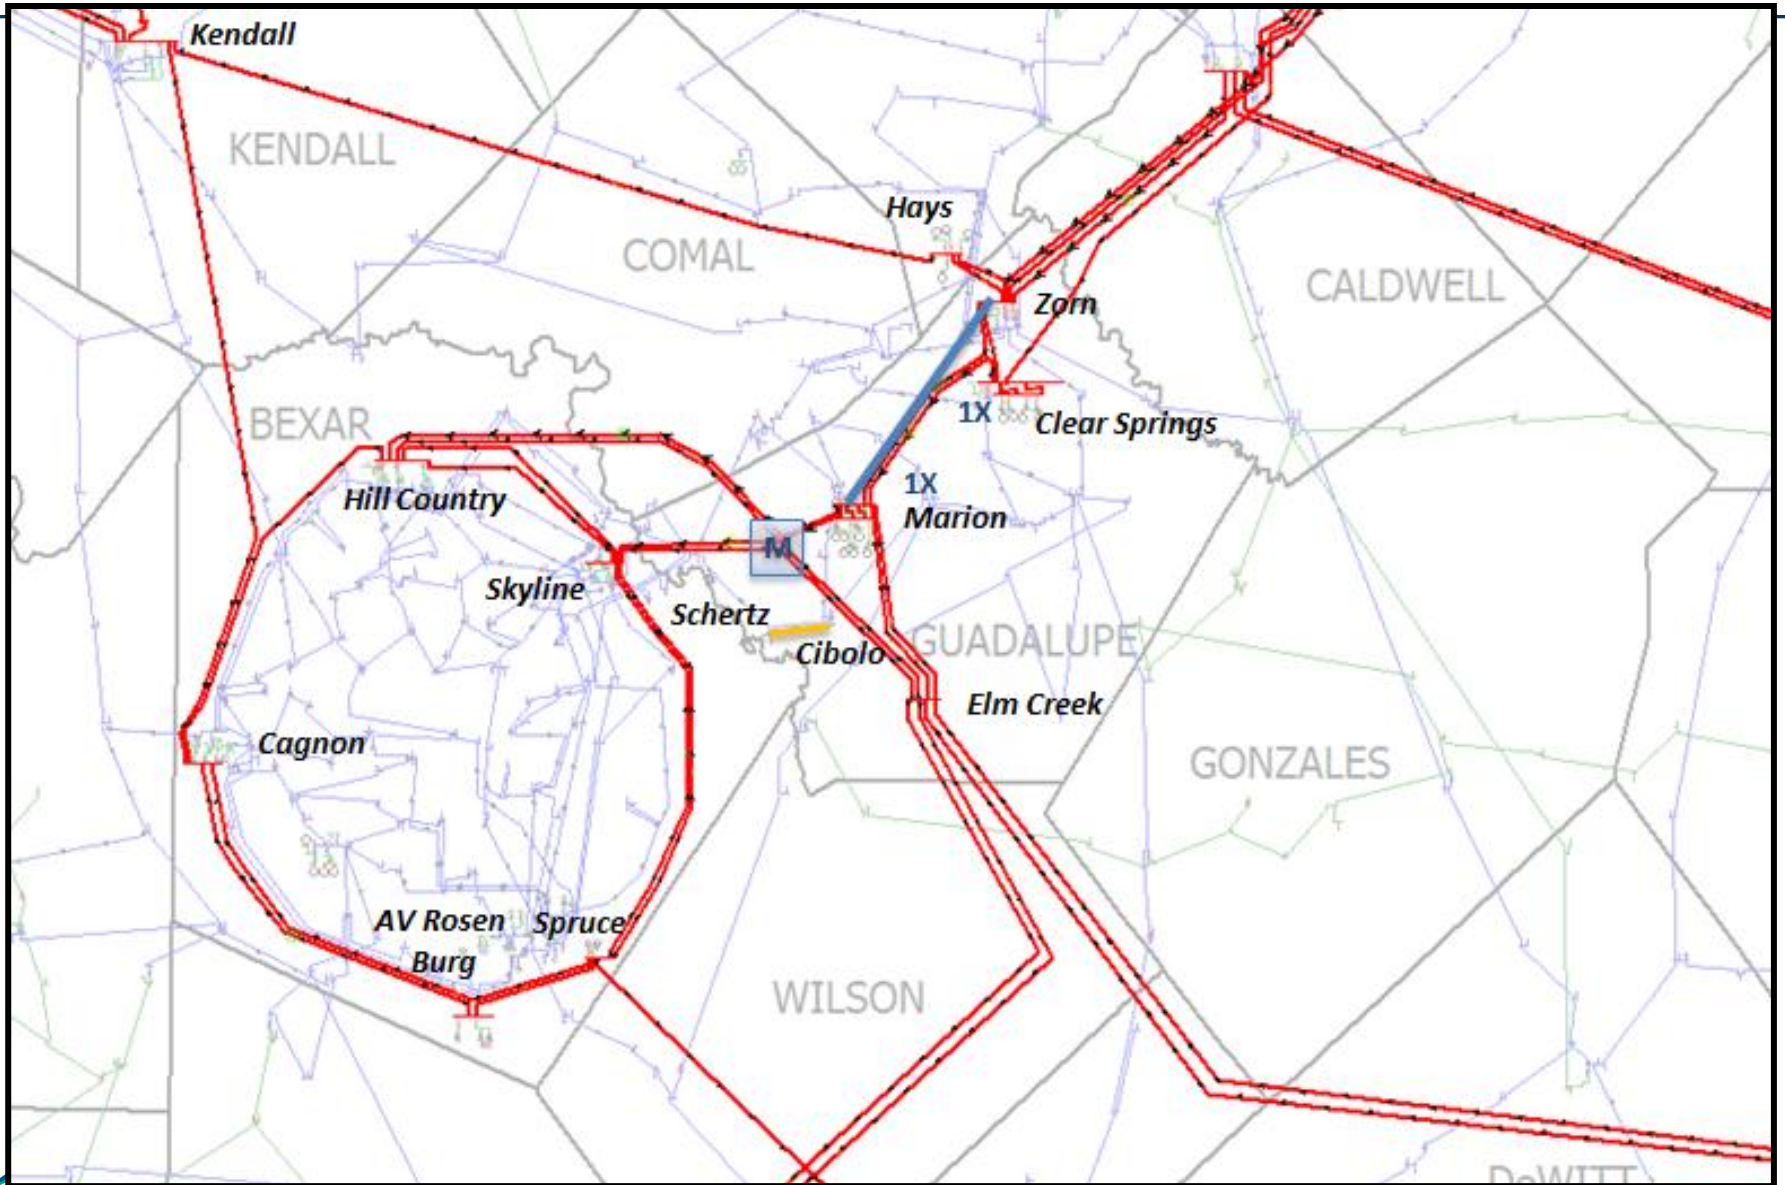 Kendall
KENDALL
Hays
COMAL
CALDWELL
Zorn
BEXAR
1X
Clear Springs
Hill Country
1X
Marion
M
Skyline
Schertz
GUADALUPE
Cibolo
Elm Creek
Cagnon
GONZALES
AV Rosen
Burg
Spruce
WILSON
DeWITT